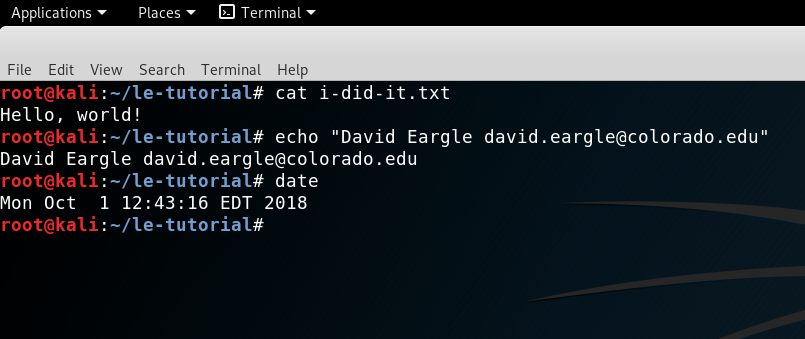 Applications Places Terminal
File Edit View Search Terminal Help
root@kali:~/le-tutorial# cat i-did-it.txt
Hello, world!
root@kali:~/le-tutorial# echo "David Eargle david.eargle@colorado.edu"
David Eargle david.eargle@colorado.edu
root@kali:~/le-tutorial# date
Mon Oct  1 12:43:16 EDT 2018
root@kali:~/le-tutorial#